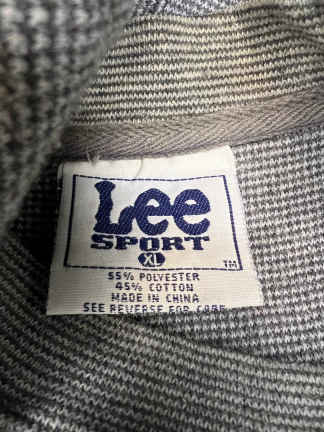 Lee
SPORT
XL
TM
55% POLYESTER
45% COTTON
MADE IN CHINA
SEE REVERSE FOR CARE